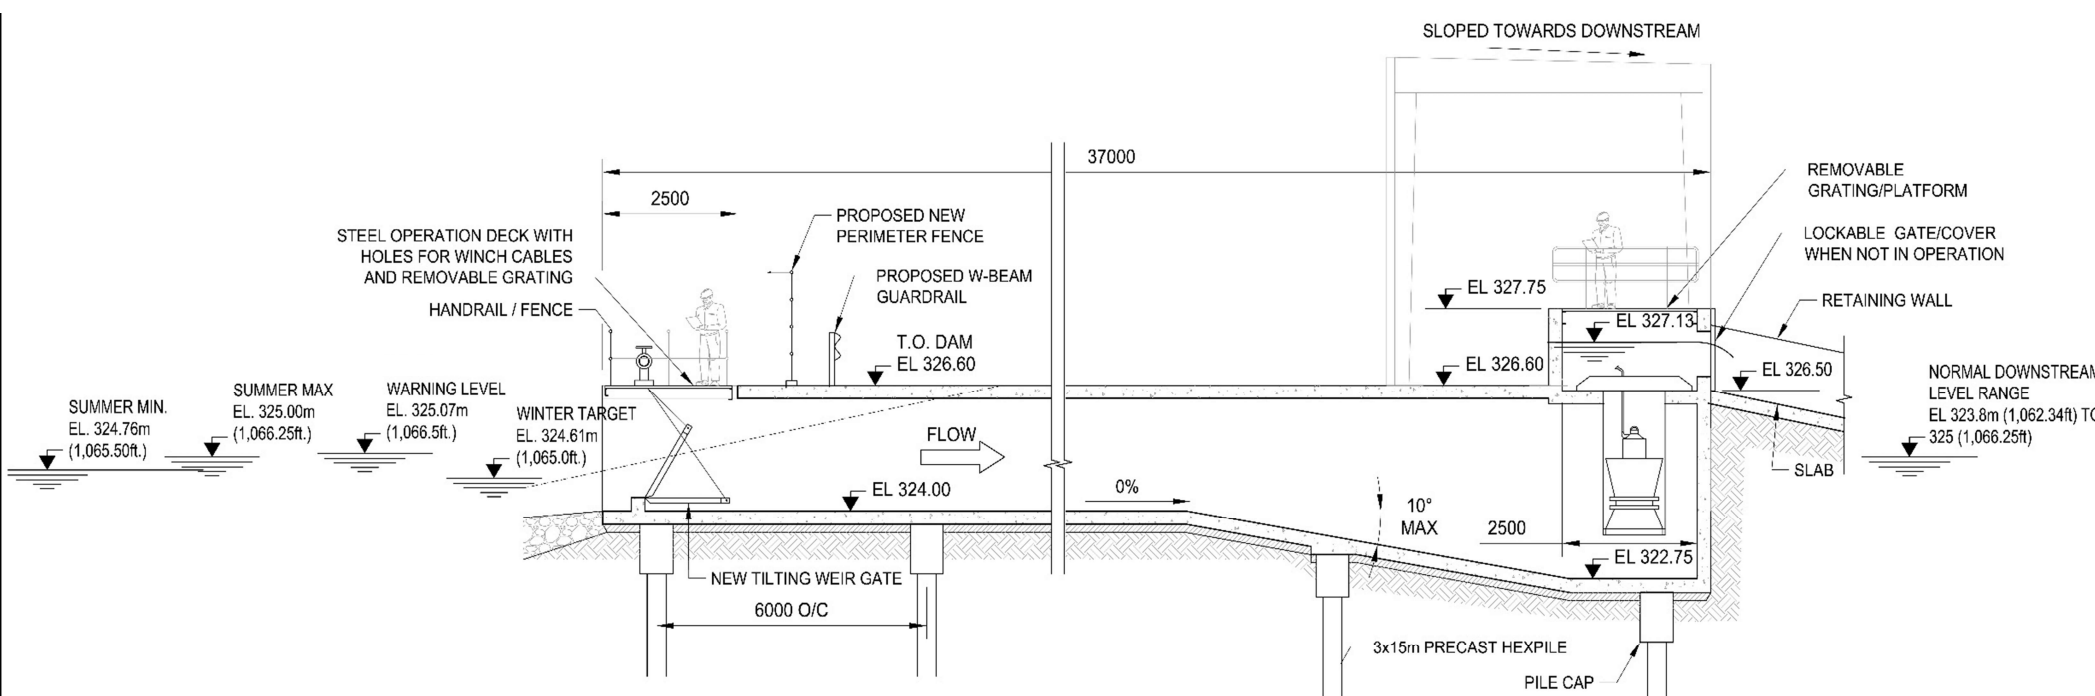 SLOPED TOWARDS DOWNSTREAM
37000
2500
REMOVABLE
GRATING/PLATFORM
PROPOSED NEW
PERIMETER FENCE
STEEL OPERATION DECK WITH
HOLES FOR WINCH CABLES
AND REMOVABLE GRATING
LOCKABLE GATE/COVER
WHEN NOT IN OPERATION
PROPOSED W-BEAM
GUARDRAIL
HANDRAIL / FENCE
EL 327.75
RETAINING WALL
EL 327.13
T.O. DAM
EL 326.60
EL 326.60
EL 326.50
NORMAL DOWNSTREAM
LEVEL RANGE
EL 323.8m (1,062.34ft) TO
325 (1,066.25ft)
SUMMER MIN.
EL. 324.76m
(1,065.50ft.)
SUMMER MAX
EL. 325.00m
(1,066.25ft.)
WARNING LEVEL
EL. 325.07m
(1,066.5ft.)
WINTER TARGET
EL. 324.61m
(1,065.0ft.)
FLOW
SLAB
EL 324.00
0%
10°
MAX
2500
EL 322.75
NEW TILTING WEIR GATE
6000 O/C
3x15m PRECAST HEXPILE
PILE CAP